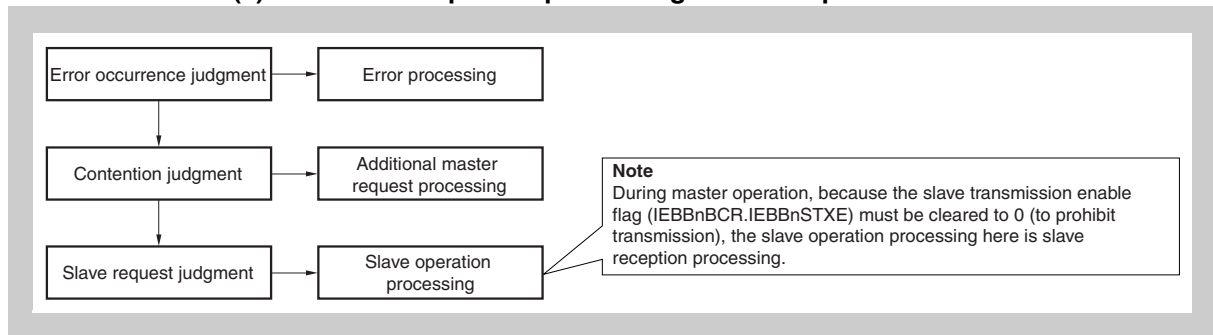 Error occurrence judgment
Error processing
Contention judgment
Additional master
request processing
Note
During master operation, because the slave transmission enable
flag (IEBBnBCR.IEBBnSTXE) must be cleared to 0 (to prohibit
transmission), the slave operation processing here is slave
reception processing.
Slave request judgment
Slave operation
processing